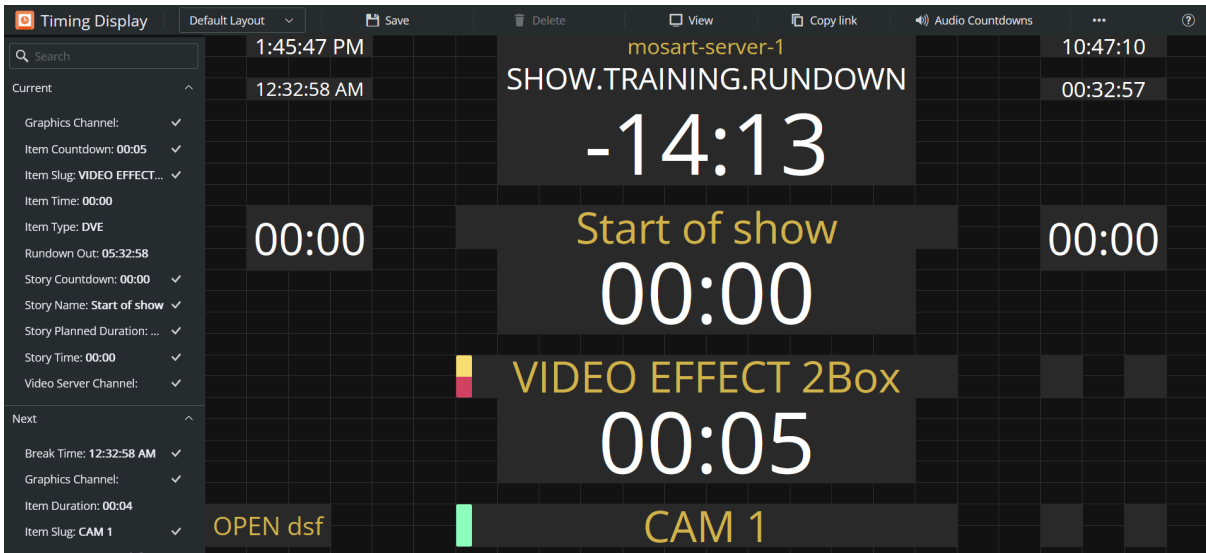 Timing Display
Default Layout
Save
Delete
View
Copy link
Audio Countdowns
Search
Current
Graphics Channel:
Item Countdown: 00:05
Item Slug: VIDEO EFFECT...
Item Time: 00:00
Item Type: DVE
Rundown Out: 05:32:58
Story Countdown: 00:00
Story Name: Start of show
Story Planned Duration: ...
Story Time: 00:00
Video Server Channel:
Next
Break Time: 12:32:58 AM
Graphics Channel:
Item Duration: 00:04
Item Slug: CAM 1
1:45:47 PM
mosart-server-1
10:47:10
SHOW.TRAINING.RUNDOWN
12:32:58 AM
00:32:57
-14:13
Start of show
00:00
00:00
00:00
VIDEO EFFECT 2Box
00:05
OPEN dsf
CAM 1